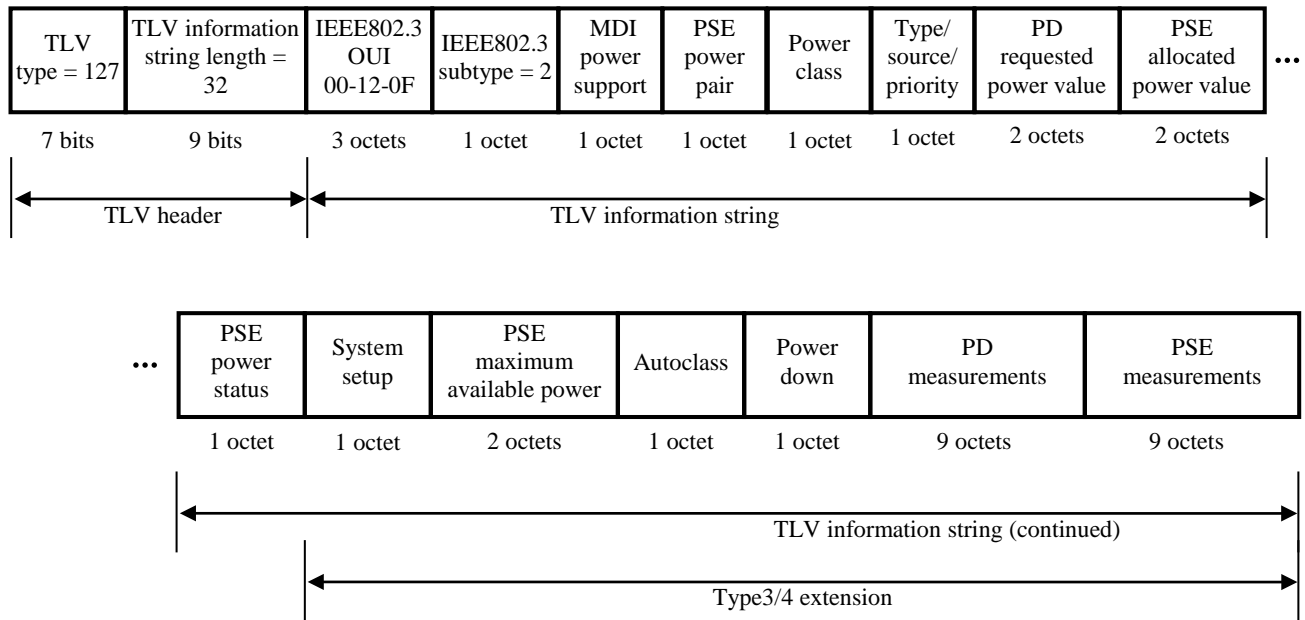 TLV
type = 127
TLV information
string length =
32
IEEE802.3
OUI
00-12-0F
IEEE802.3
subtype = 2
MDI
power
support
PSE
power
pair
Power
class
Type/
source/
priority
PD
requested
power value
PSE
allocated
power value
...
7 bits
9 bits
3 octets
1 octet
1 octet
1 octet
1 octet
1 octet
2 octets
2 octets
TLV header
TLV information string
...
PSE
power
status
System
setup
PSE
maximum
available power
Autoclass
Power
down
PD
measurements
PSE
measurements
1 octet
1 octet
2 octets
1 octet
1 octet
9 octets
9 octets
TLV information string (continued)
Type3/4 extension